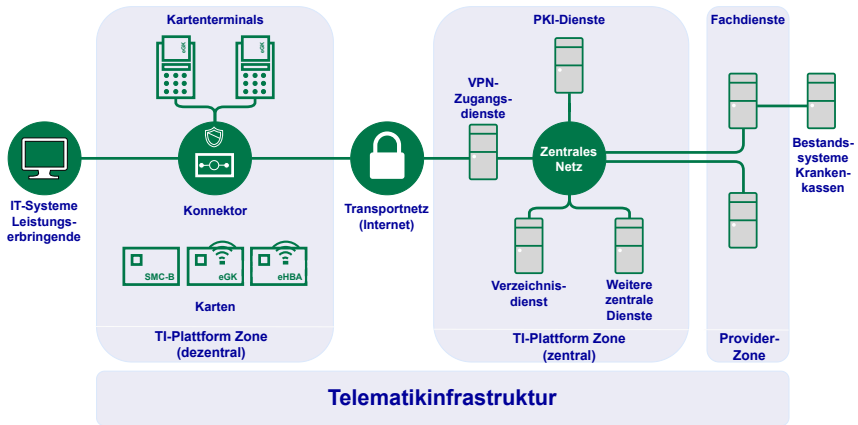 Kartenterminals
PKI-Dienste
Fachdienste
eGK
eGK
VPN-
Zugangs-
dienste
Zentrales
Netz
Bestands-
systeme
Kranken-
kassen
IT-Systeme
Leistungs-
erbringende
Konnektor
Transportnetz
(Internet)
SMC-B
eGK
eHBA
Karten
Verzeichnis-
dienst
Weitere
zentrale
Dienste
TI-Plattform Zone
(dezentral)
TI-Plattform Zone
(zentral)
Provider-
Zone
Telematikinfrastruktur